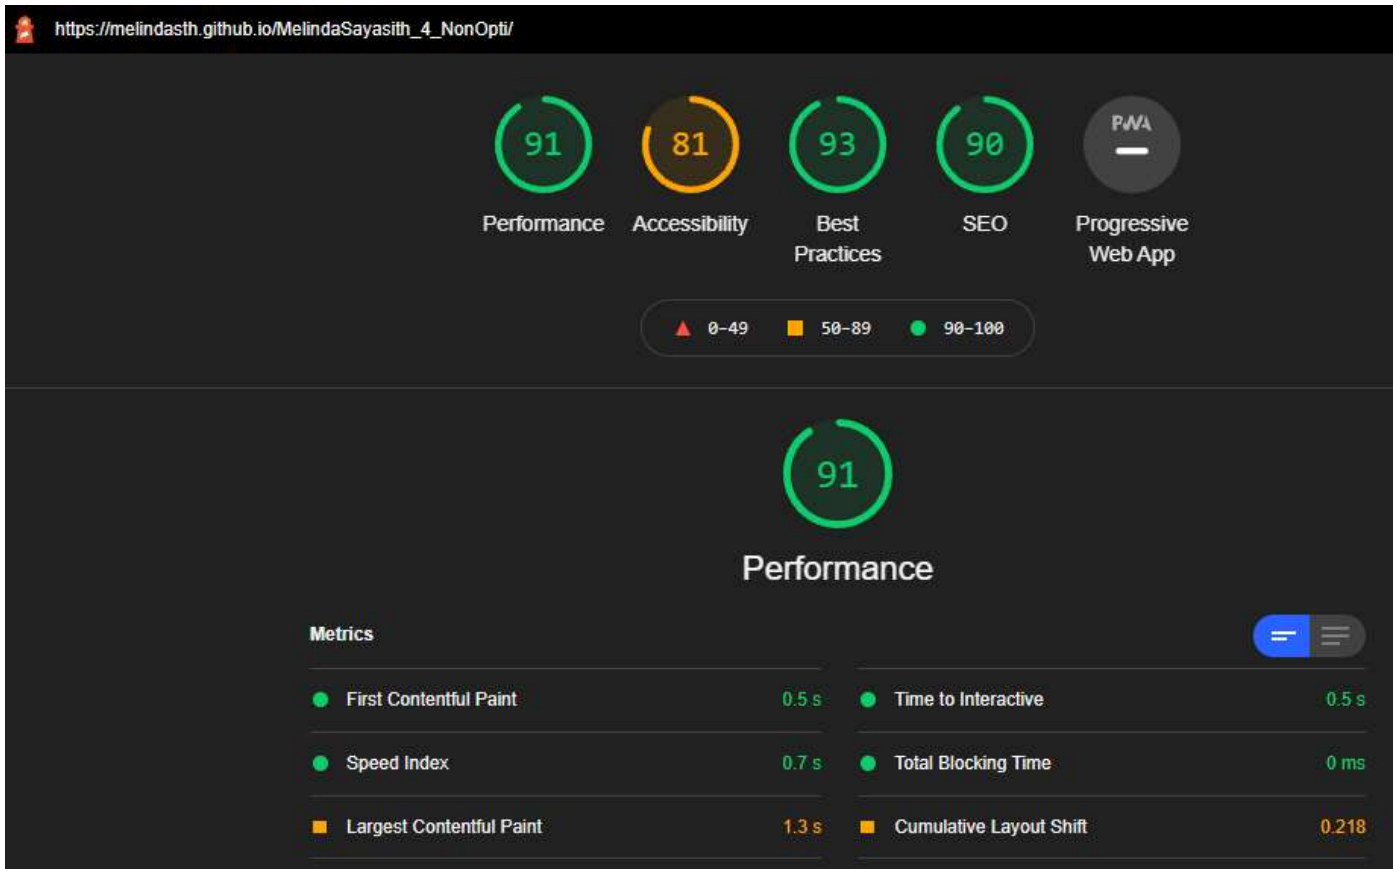 https://melindasth.github.io/MelindaSayasith_4_NonOpti/
91
81
93
90
PWA
Performance
Accessibility
Best
Practices
SEO
Progressive
Web App
0–49
50–89
90–100
91
Performance
Metrics
First Contentful Paint 0.5 s
Time to Interactive 0.5 s
Speed Index 0.7 s
Total Blocking Time 0 ms
Largest Contentful Paint 1.3 s
Cumulative Layout Shift 0.218